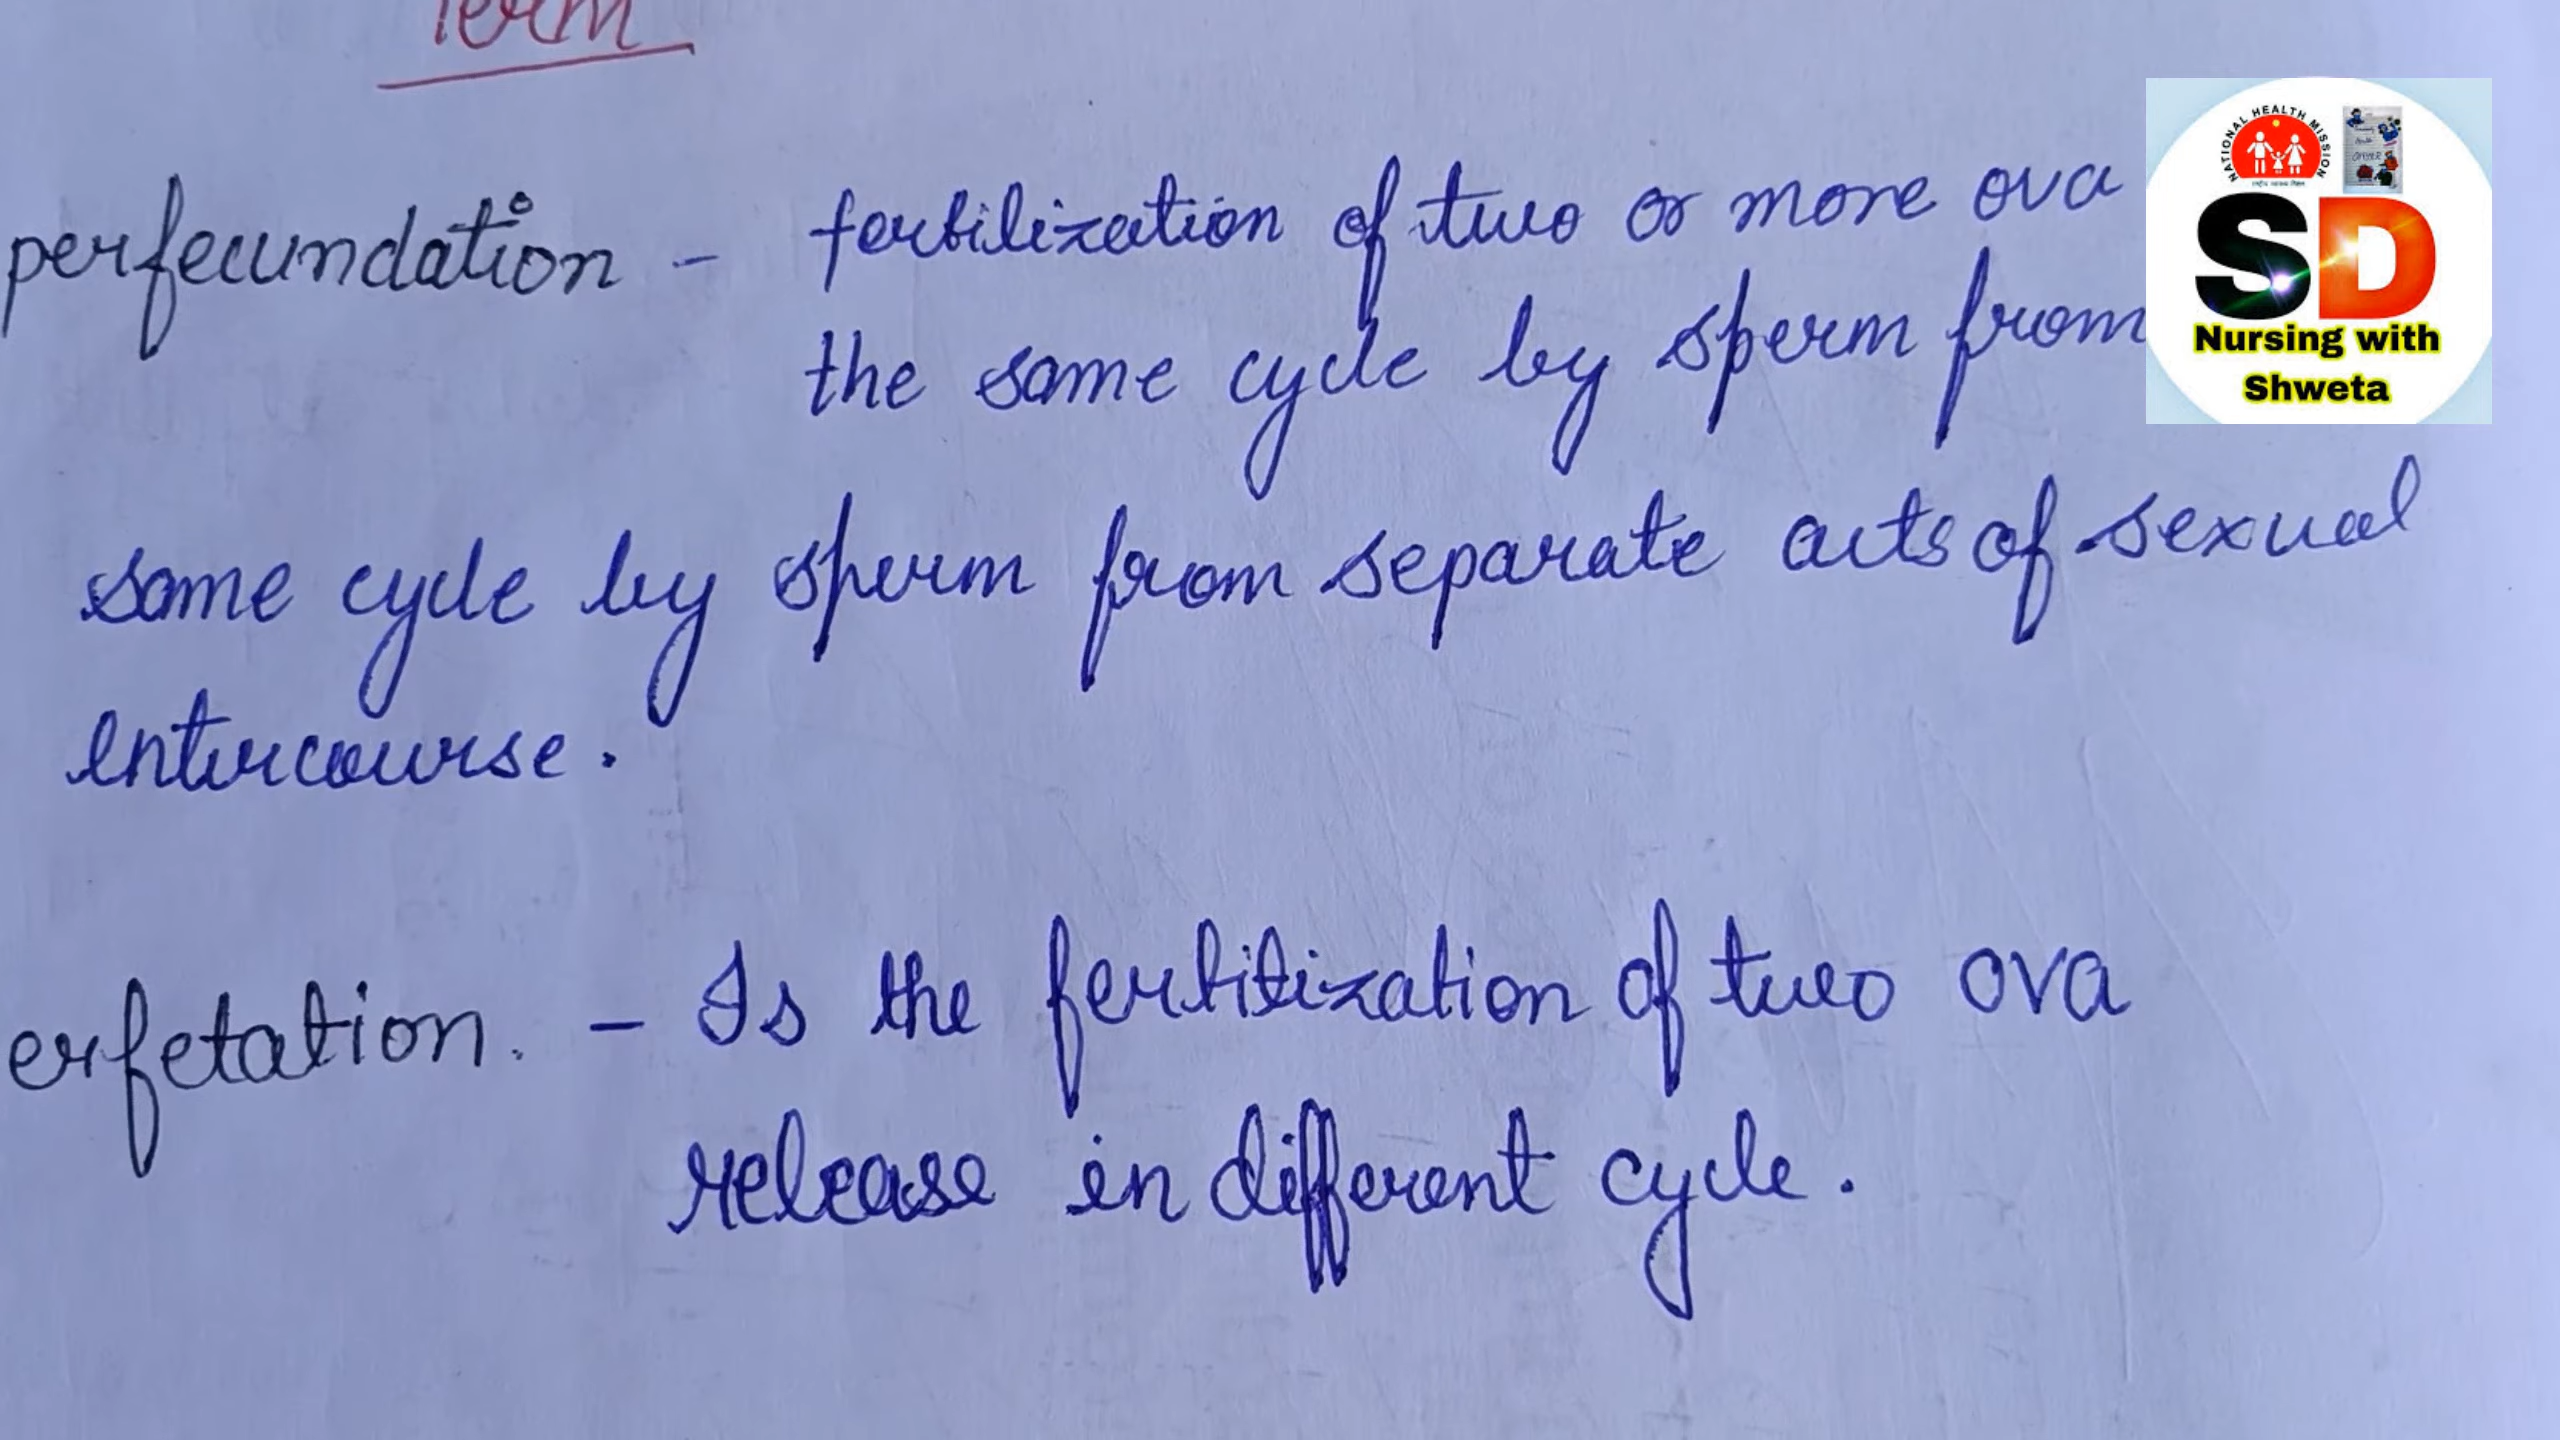 Term
perfecundation - fertilization of two or more ova
the same cycle by sperm from
same cycle by sperm from separate acts of sexual
intercourse.
erfetation. - Is the fertilization of two ova
release in different cycle.
NATIONAL HEALTH MISSION
SD
Nursing with
Shweta